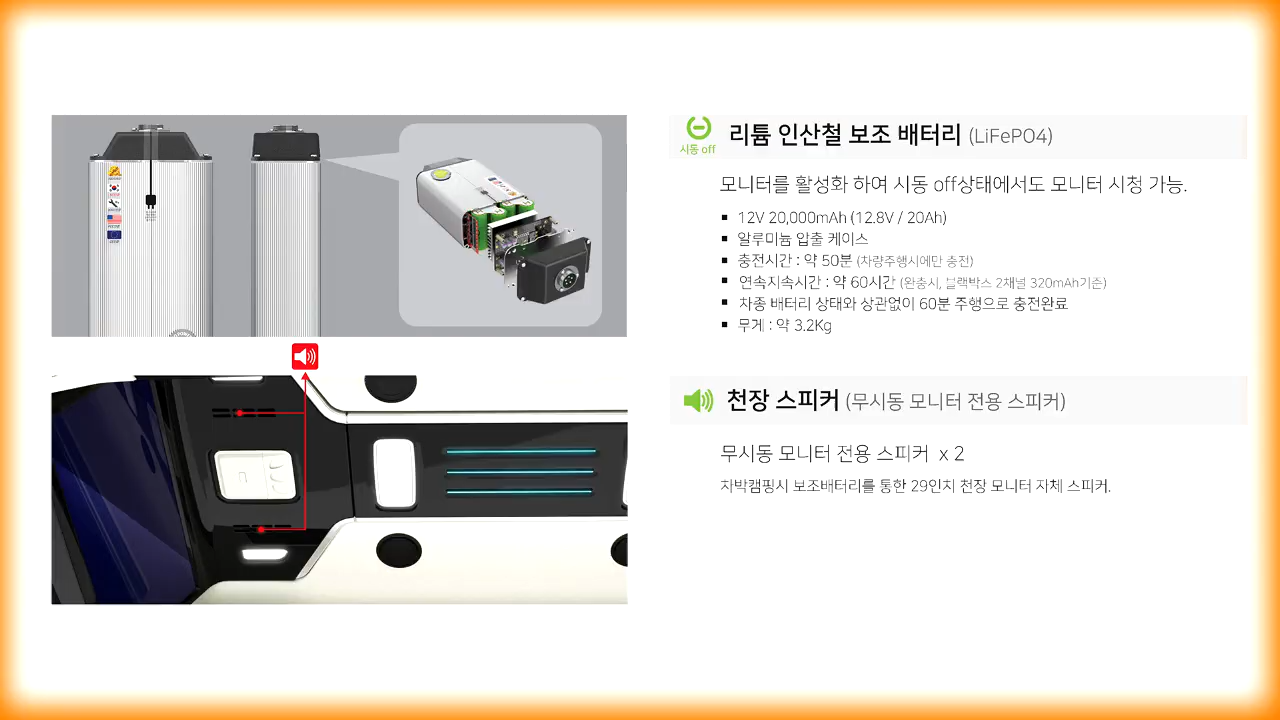 시동 off
리튬 인산철 보조 배터리 (LiFePO4)
모니터를 활성화 하여 시동 off상태에서도 모니터 시청 가능.
12V 20,000mAh (12.8V / 20Ah)
알루미늄 압출 케이스
충전시간 : 약 50분 (차량주행시에만 충전)
연속지속시간 : 약 60시간 (완충시, 블랙박스 2채널 320mAh기준)
차종 배터리 상태와 상관없이 60분 주행으로 충전완료
무게 : 약 3.2Kg
천장 스피커 (무시동 모니터 전용 스피커)
무시동 모니터 전용 스피커 x 2
차박캠핑시 보조배터리를 통한 29인치 천장 모니터 자체 스피커.